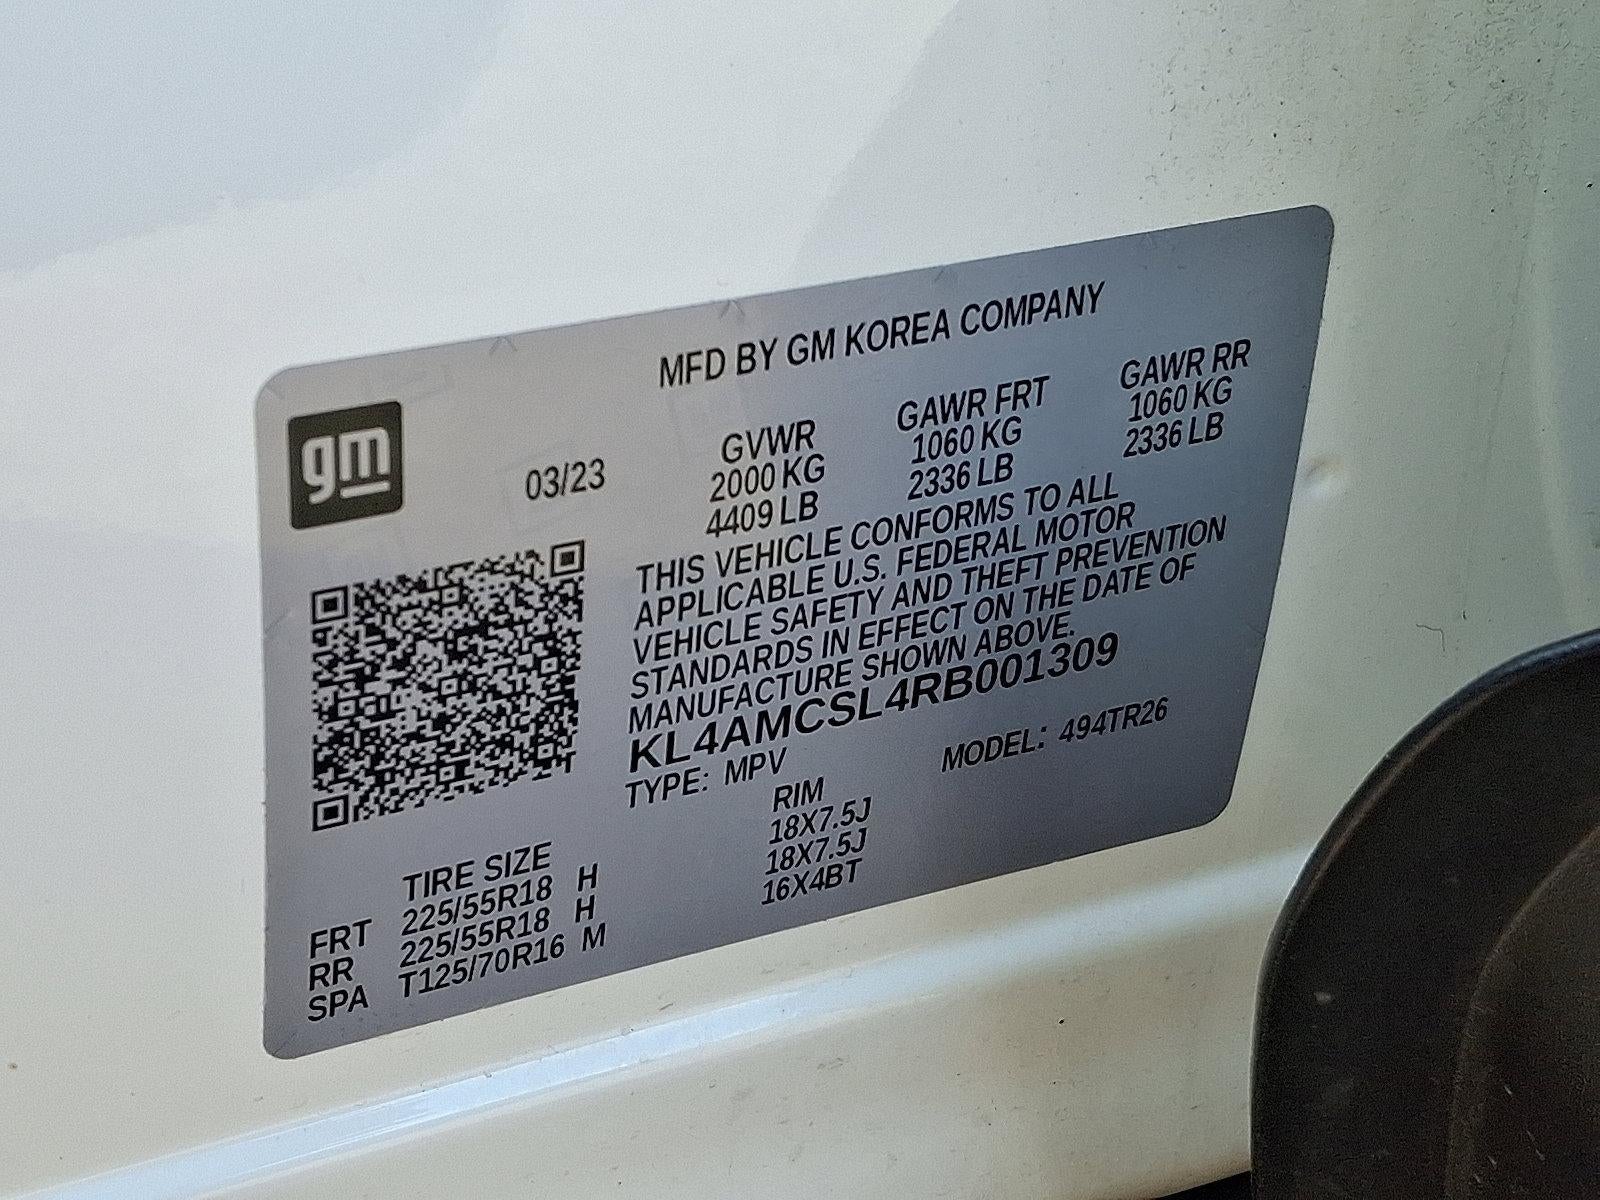 MFD BY GM KOREA COMPANY
gm
03/23
GVWR GAWR FRT GAWR RR
2000 KG 1060 KG 1060 KG
4409 LB 2336 LB 2336 LB
THIS VEHICLE CONFORMS TO ALL
APPLICABLE U.S. FEDERAL MOTOR
VEHICLE SAFETY AND THEFT PREVENTION
STANDARDS IN EFFECT ON THE DATE OF
MANUFACTURE SHOWN ABOVE.
KL4AMCSL4RB001309
TYPE: MPV MODEL: 494TR26
TIRE SIZE RIM
FRT 225/55R18 H 18X7.5J
RR 225/55R18 H 18X7.5J
SPA T125/70R16 M 16X4BT